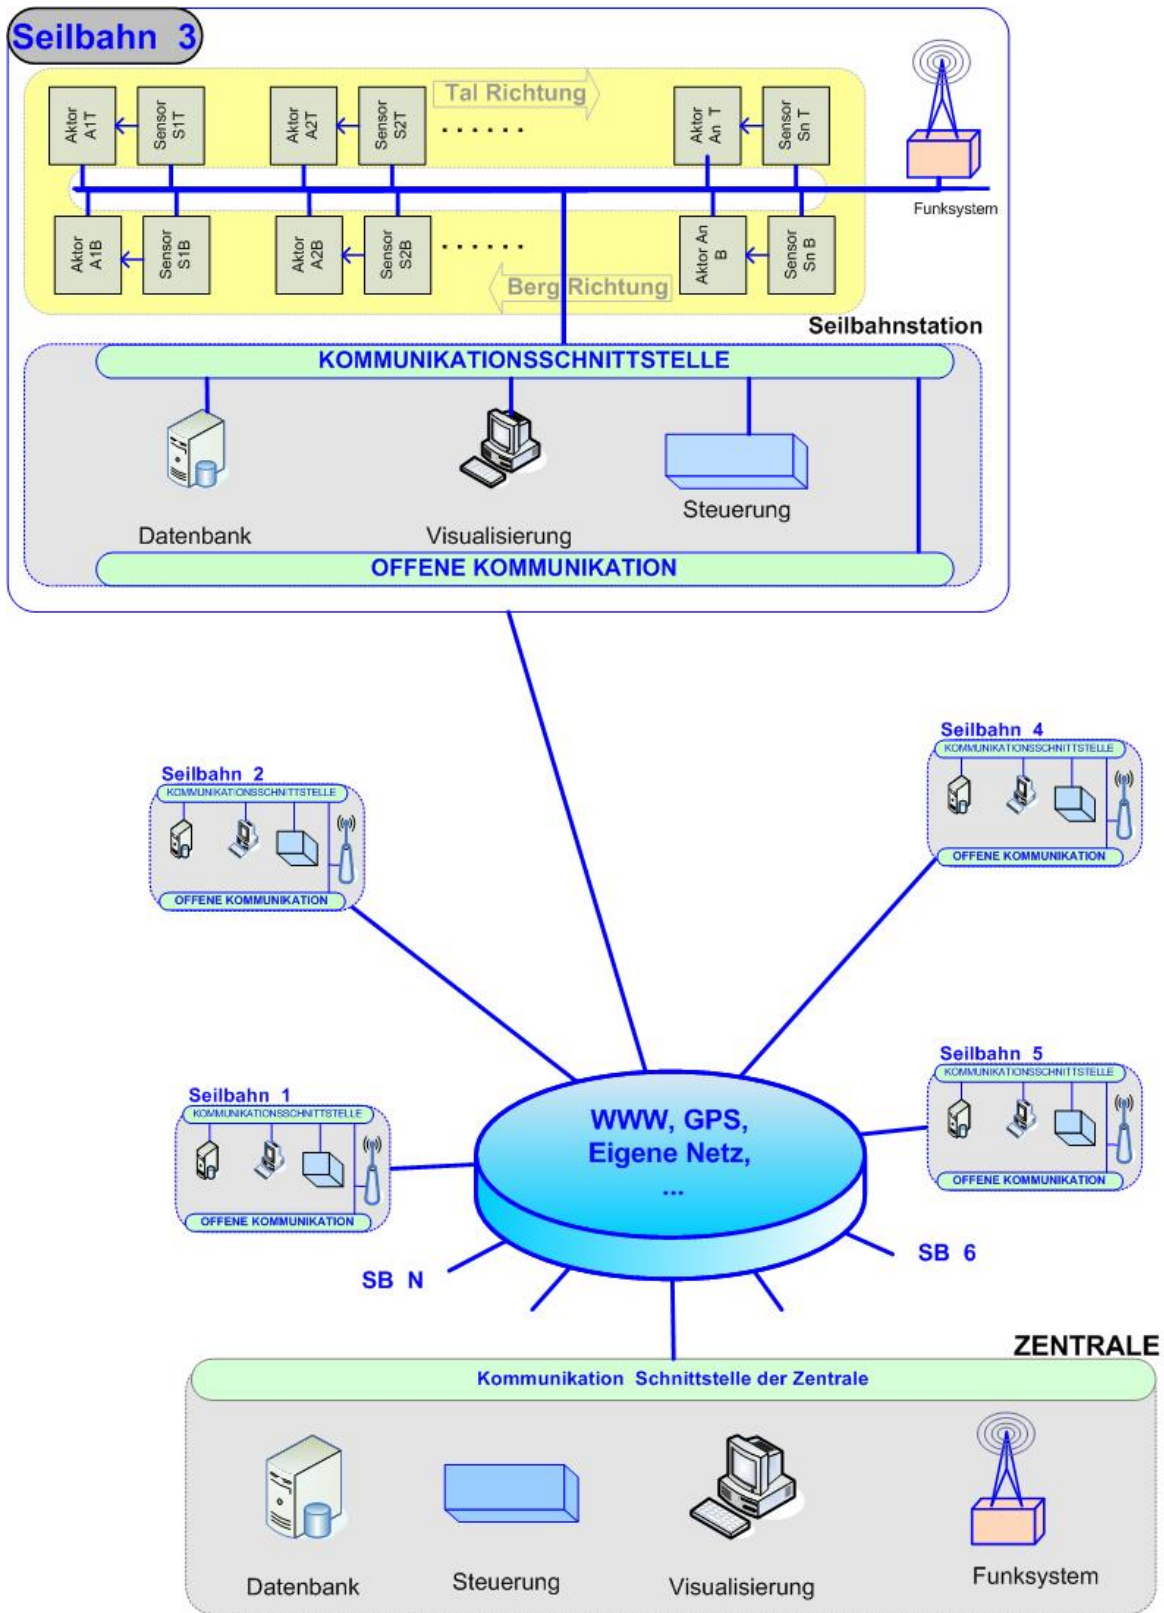 Seilbahn 3
Tal Richtung
Aktor
A1T
Sensor
S1T
Aktor
A2T
Sensor
S2T
. . . . . .
Aktor
An T
Sensor
Sn T
Funksystem
Aktor
A1B
Sensor
S1B
Aktor
A2B
Sensor
S2B
. . . . . .
Aktor An
B
Sensor
Sn B
Berg Richtung
Seilbahnstation
KOMMUNIKATIONSSCHNITTSTELLE
Datenbank
Visualisierung
Steuerung
OFFENE KOMMUNIKATION
Seilbahn 4
KOMMUNIKATIONSSCHNITTSTELLE
OFFENE KOMMUNIKATION
Seilbahn 2
KOMMUNIKATIONSSCHNITTSTELLE
OFFENE KOMMUNIKATION
Seilbahn 5
KOMMUNIKATIONSSCHNITTSTELLE
OFFENE KOMMUNIKATION
Seilbahn 1
KOMMUNIKATIONSSCHNITTSTELLE
OFFENE KOMMUNIKATION
WWW, GPS,
Eigene Netz,
...
SB N
SB 6
ZENTRALE
Kommunikation Schnittstelle der Zentrale
Datenbank
Steuerung
Visualisierung
Funksystem